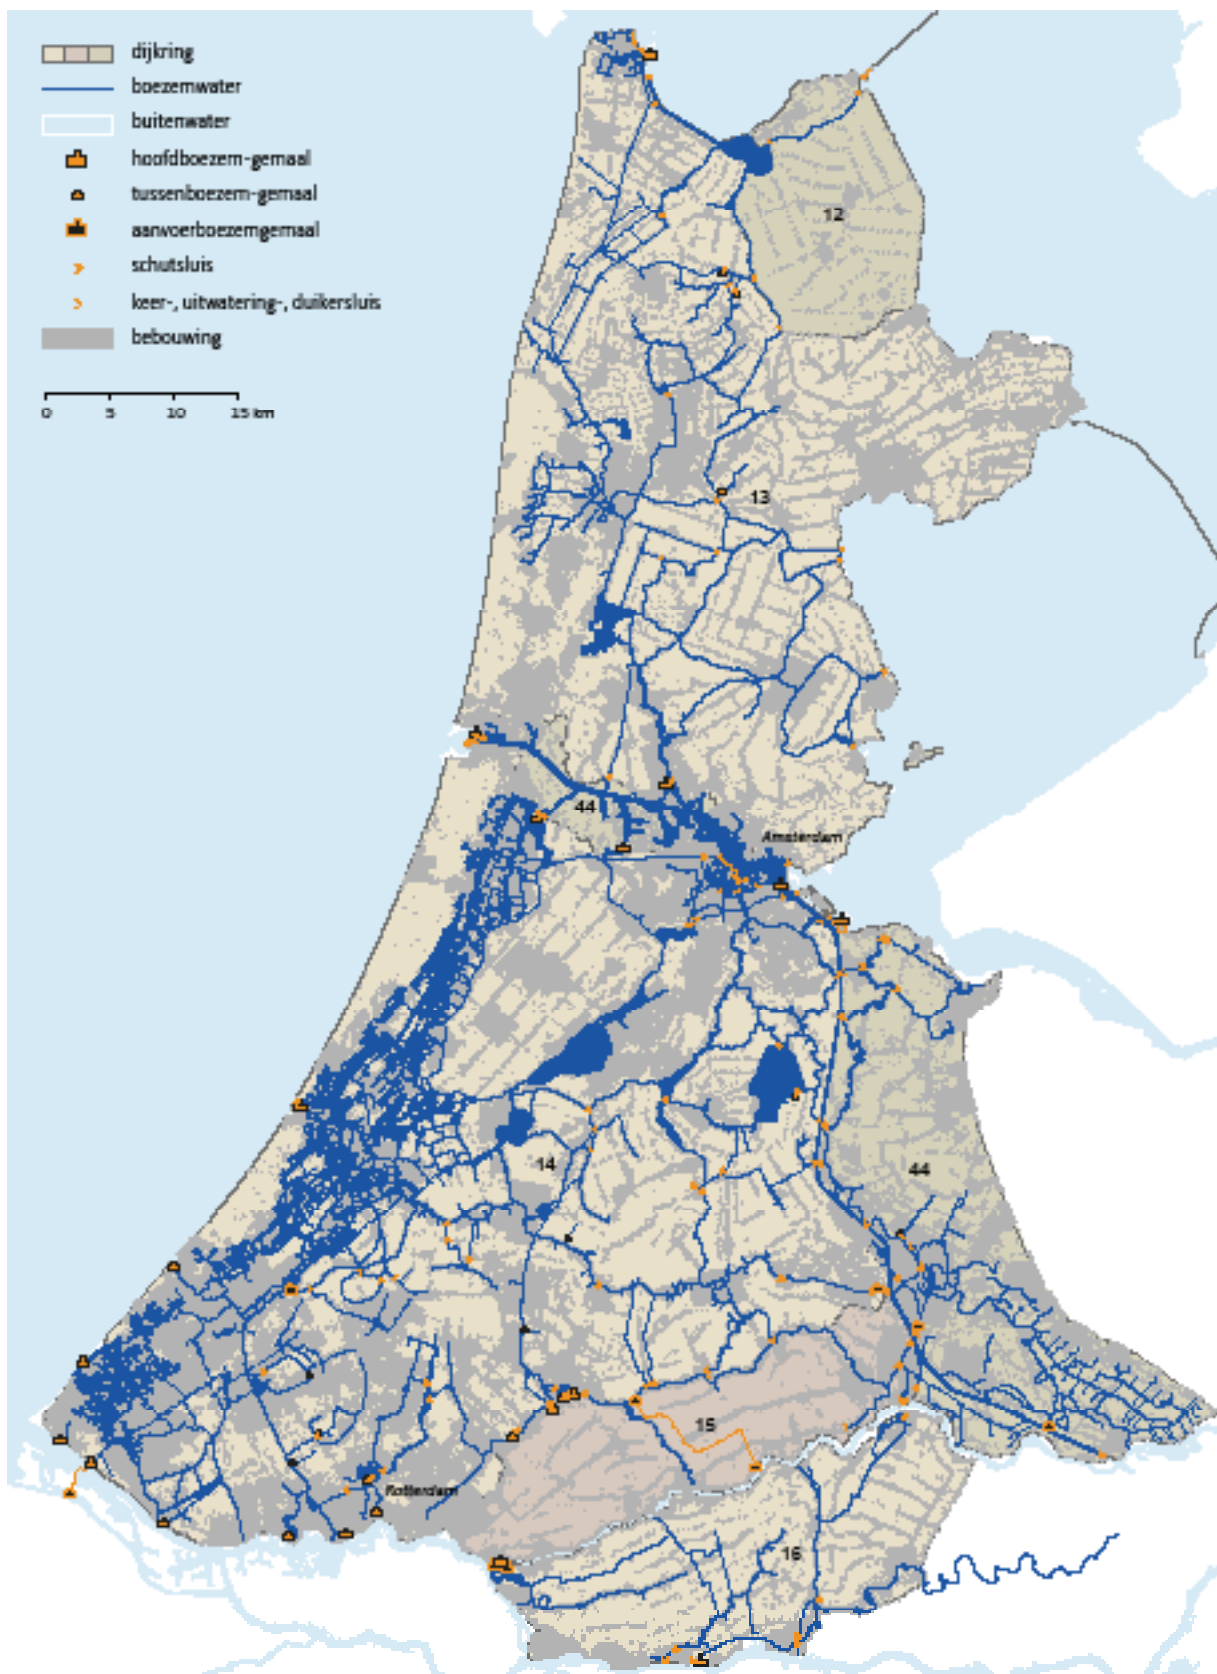 dijkring
boezemwater
buitenwater
hoofdboezem-gemaal
tussenboezem-gemaal
aanvoerboezemgemaal
schutsluis
keer-, uitwatering-, duikersluis
bebouwing
0 5 10 15 km
12
13
44
Amsterdam
14
44
15
Rotterdam
16